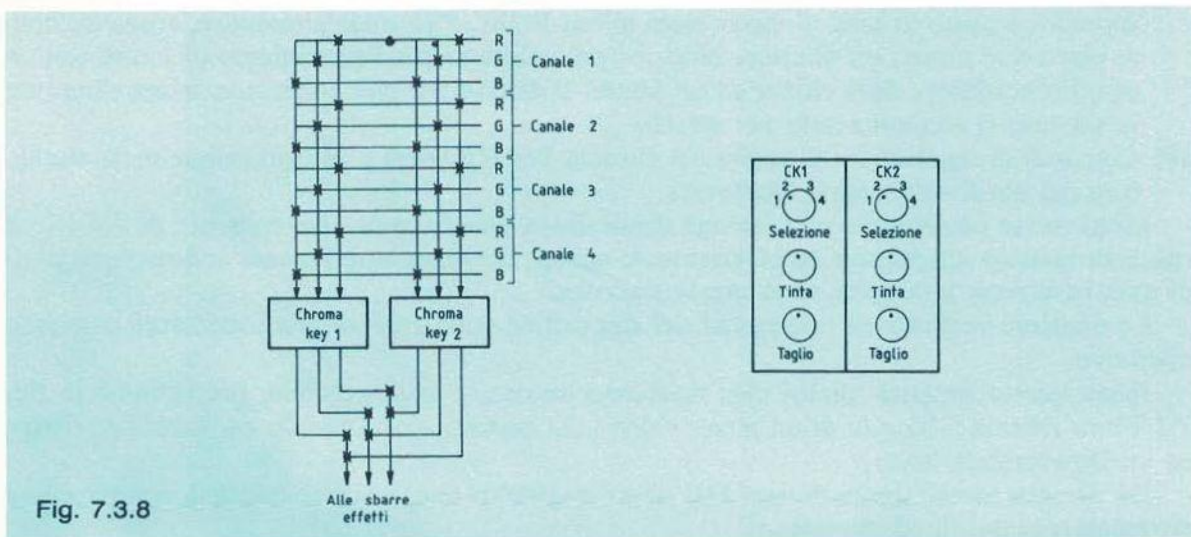 R
G
B
Canale 1
R
G
B
Canale 2
R
G
B
Canale 3
R
G
B
Canale 4
Chroma key 1
Chroma key 2
Alle sbarre
effetti
CK1
1 2 3 4
Selezione
Tinta
Taglio
CK2
1 2 3 4
Selezione
Tinta
Taglio
Fig. 7.3.8